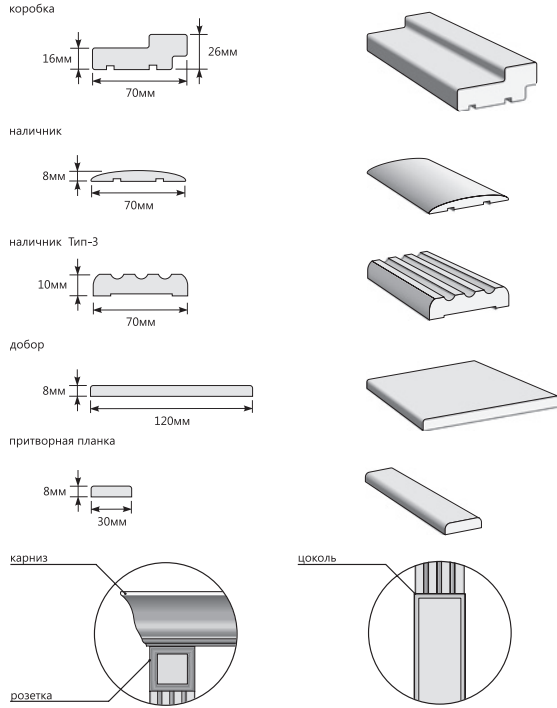 коробка
16мм
26мм
70мм
наличник
8мм
70мм
наличник Тип-3
10мм
70мм
добор
8мм
120мм
притворная планка
8мм
30мм
карниз
цоколь
розетка